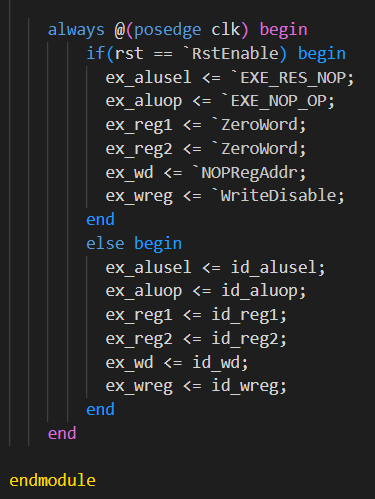 always @(posedge clk) begin
if(rst == `RstEnable) begin
ex_alusel <= `EXE_RES_NOP;
ex_aluop <= `EXE_NOP_OP;
ex_reg1 <= `ZeroWord;
ex_reg2 <= `ZeroWord;
ex_wd <= `NOPRegAddr;
ex_wreg <= `WriteDisable;
end
else begin
ex_alusel <= id_alusel;
ex_aluop <= id_aluop;
ex_reg1 <= id_reg1;
ex_reg2 <= id_reg2;
ex_wd <= id_wd;
ex_wreg <= id_wreg;
end
end
endmodule